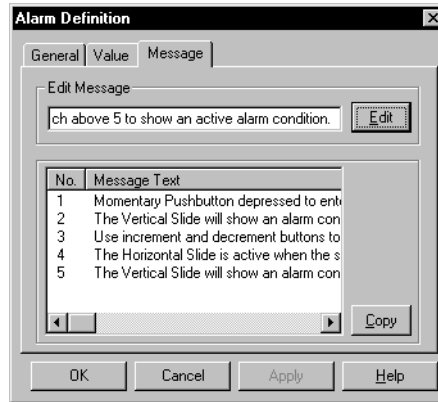 Alarm Definition
General Value Message
Edit Message
ch above 5 to show an active alarm condition. Edit
No. Message Text
1 Momentary Pushbutton depressed to ent
2 The Vertical Slide will show an alarm con
3 Use increment and decrement buttons to
4 The Horizontal Slide is active when the s
5 The Vertical Slide will show an alarm con
Copy
OK Cancel Apply Help